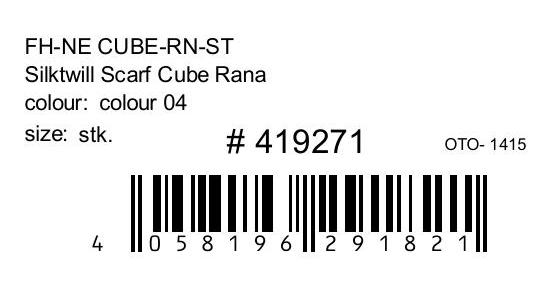 FH-NE CUBE-RN-ST
Silktwill Scarf Cube Rana
colour: colour 04
size: stk. # 419271 OTO- 1415
4 058196 291821